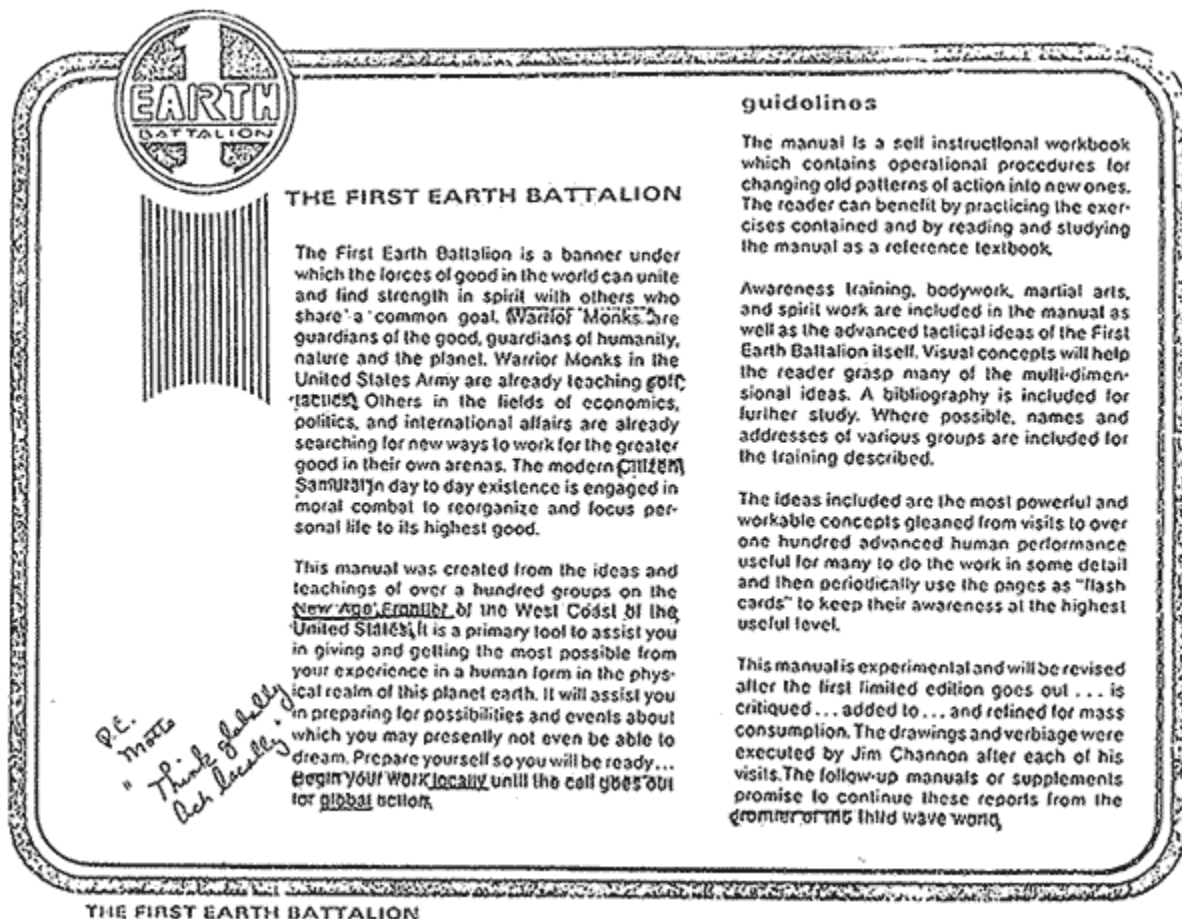 1
EARTH
BATTALION
THE FIRST EARTH BATTALION
The First Earth Battalion is a banner under
which the forces of good in the world can unite
and find strength in spirit with others who
share a common goal. Warrior Monks are
guardians of the good, guardians of humanity,
nature and the planet. Warrior Monks in the
United States Army are already teaching golf
tactics. Others in the fields of economics,
politics, and international affairs are already
searching for new ways to work for the greater
good in their own arenas. The modern Citizen
Samurai in day to day existence is engaged in
moral combat to reorganize and focus per-
sonal life to its highest good.
This manual was created from the ideas and
teachings of over a hundred groups on the
New Age Frontier of the West Coast of the
United States. It is a primary tool to assist you
in giving and getting the most possible from
your experience in a human form in the phys-
ical realm of this planet earth. It will assist you
in preparing for possibilities and events about
which you may presently not even be able to
dream. Prepare yourself so you will be ready...
Begin your work locally until the call goes out
for global action.
P.C.
Motto
"Think globally
Act locally"
guidelines
The manual is a self instructional workbook
which contains operational procedures for
changing old patterns of action into new ones.
The reader can benefit by practicing the exer-
cises contained and by reading and studying
the manual as a reference textbook.
Awareness training, bodywork, martial arts,
and spirit work are included in the manual as
well as the advanced tactical ideas of the First
Earth Battalion itself. Visual concepts will help
the reader grasp many of the multi-dimen-
sional ideas. A bibliography is included for
further study. Where possible, names and
addresses of various groups are included for
the training described.
The ideas included are the most powerful and
workable concepts gleaned from visits to over
one hundred advanced human performance
useful for many to do the work in some detail
and then periodically use the pages as "flash
cards" to keep their awareness at the highest
useful level.
This manual is experimental and will be revised
after the first limited edition goes out ... is
critiqued ... added to ... and refined for mass
consumption. The drawings and verbiage were
executed by Jim Channon after each of his
visits. The follow-up manuals or supplements
promise to continue these reports from the
frontier of this third wave world.
THE FIRST EARTH BATTALION